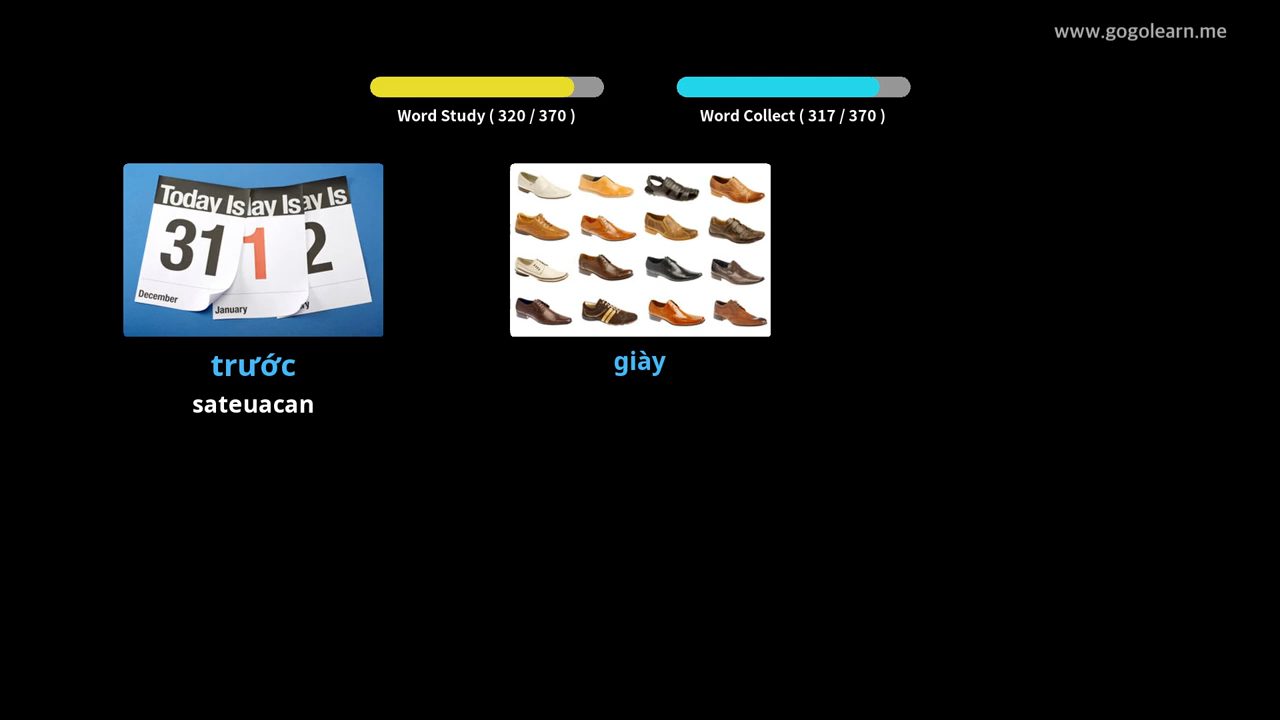 www.gogolearn.me
Word Study ( 320 / 370 )
Word Collect ( 317 / 370 )
Today Is
ay Is
ay Is
31
1
2
December
January
ry
trước
giày
sateuacan